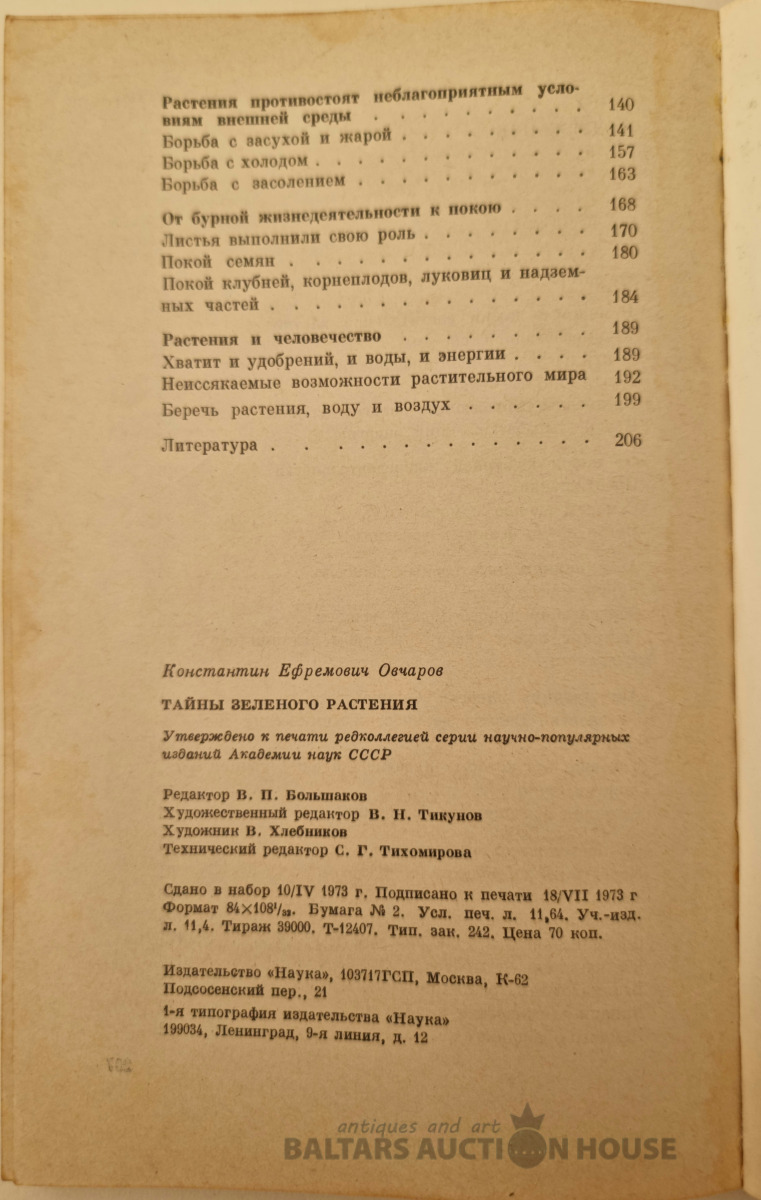 Растения противостоят неблагоприятным усло-
виям внешней среды . . . . . . . . . 140
Борьба с засухой и жарой . . . . . . . . . 141
Борьба с холодом . . . . . . . . . . . . 157
Борьба с засолением . . . . . . . . . . . 163
От бурной жизнедеятельности к покою . . . . 168
Листья выполнили свою роль . . . . . . . . 170
Покой семян . . . . . . . . . . . . . . 180
Покой клубней, корнеплодов, луковиц и надзем-
ных частей . . . . . . . . . . . . . . 184
Растения и человечество . . . . . . . . . 189
Хватит и удобрений, и воды, и энергии . . . . 189
Неиссякаемые возможности растительного мира 192
Беречь растения, воду и воздух . . . . . . 199
Литература . . . . . . . . . . . . . 206
Константин Ефремович Овчаров
ТАЙНЫ ЗЕЛЕНОГО РАСТЕНИЯ
Утверждено к печати редколлегией серии научно-популярных
изданий Академии наук СССР
Редактор В. П. Большаков
Художественный редактор В. Н. Тикунов
Художник В. Хлебников
Технический редактор С. Г. Тихомирова
Сдано в набор 10/IV 1973 г. Подписано к печати 18/VII 1973 г
Формат 84×108¹/₃₂. Бумага № 2. Усл. печ. л. 11,64. Уч.-изд.
л. 11,4. Тираж 39000. Т-12407. Тип. зак. 242. Цена 70 коп.
Издательство «Наука», 103717ГСП, Москва, К-62
Подсосенский пер., 21
1-я типография издательства «Наука»
199034, Ленинград, 9-я линия, д. 12
207
antiques and art
BALTARS AUCTION HOUSE